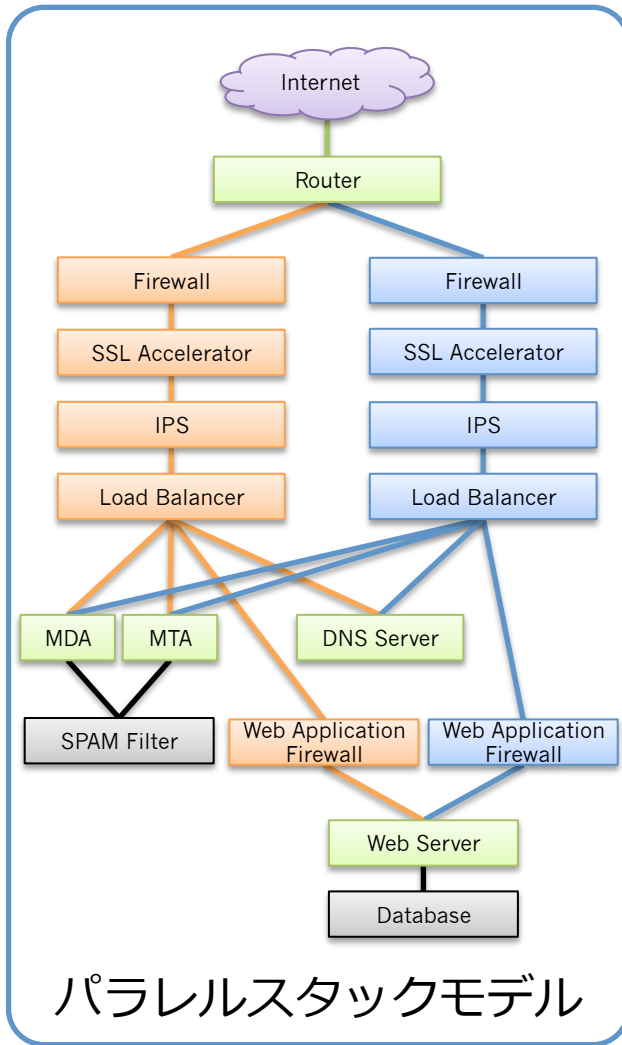 Internet
Router
Firewall
Firewall
SSL Accelerator
SSL Accelerator
IPS
IPS
Load Balancer
Load Balancer
MDA
MTA
DNS Server
SPAM Filter
Web Application
Firewall
Web Application
Firewall
Web Server
Database
パラレルスタックモデル